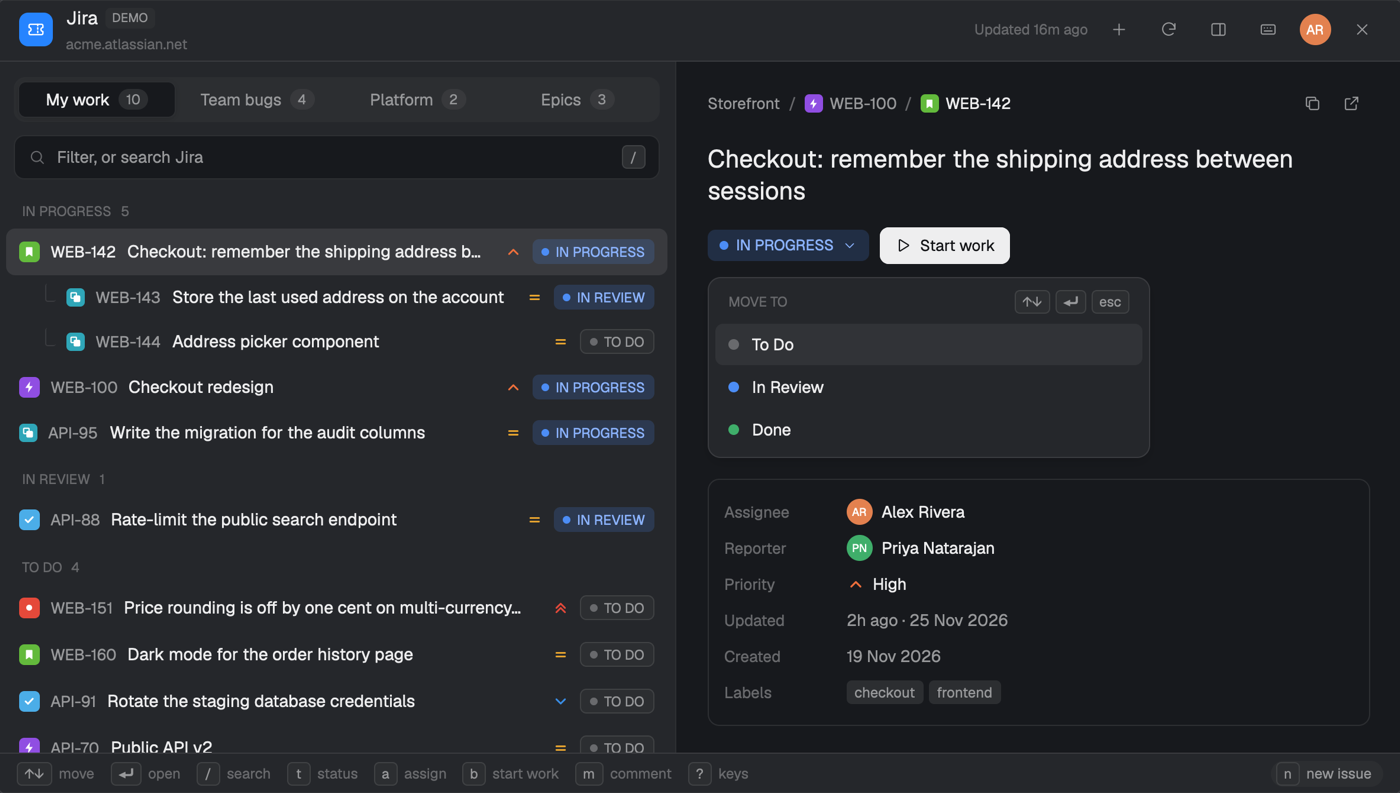 Jira DEMO
acme.atlassian.net
Updated 16m ago
AR
My work 10
Team bugs 4
Platform 2
Epics 3
Filter, or search Jira /
IN PROGRESS 5
WEB-142 Checkout: remember the shipping address b... IN PROGRESS
WEB-143 Store the last used address on the account IN REVIEW
WEB-144 Address picker component TO DO
WEB-100 Checkout redesign IN PROGRESS
API-95 Write the migration for the audit columns IN PROGRESS
IN REVIEW 1
API-88 Rate-limit the public search endpoint IN REVIEW
TO DO 4
WEB-151 Price rounding is off by one cent on multi-currency... TO DO
WEB-160 Dark mode for the order history page TO DO
API-91 Rotate the staging database credentials TO DO
API-70 Public API v2 TO DO
Storefront / WEB-100 / WEB-142
Checkout: remember the shipping address between
sessions
IN PROGRESS
Start work
MOVE TO ↑↓ ↵ esc
To Do
In Review
Done
Assignee AR Alex Rivera
Reporter PN Priya Natarajan
Priority High
Updated 2h ago · 25 Nov 2026
Created 19 Nov 2026
Labels checkout frontend
↑↓ move ↵ open / search t status a assign b start work m comment ? keys n new issue